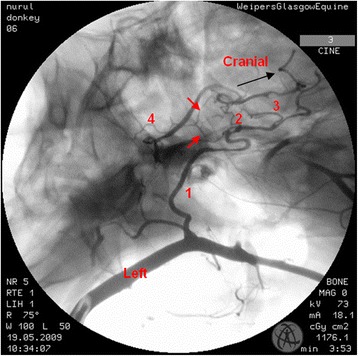 nurul
donkey
06
WeipersGlasgowEquine
3
CINE
Cranial
4
2
3
1
Left
NR 5
RTE 1
LIH 1
R 75°
W 100 L 50
19.05.2009
10:34:07
BONE
MAG 0
kV 73
mA 18.1
cGy cm2
1176.1
min 3:53